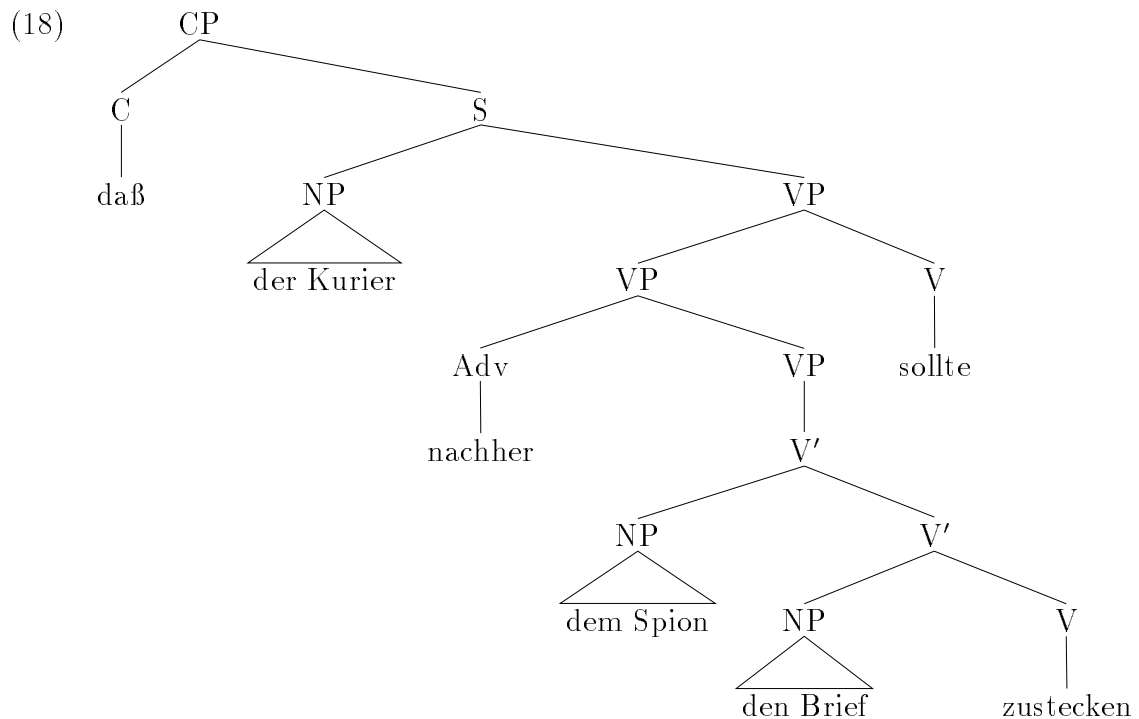 (18) CP
C S
daß NP VP
der Kurier VP V
Adv VP sollte
nachher V′
NP V′
dem Spion NP V
den Brief zustecken